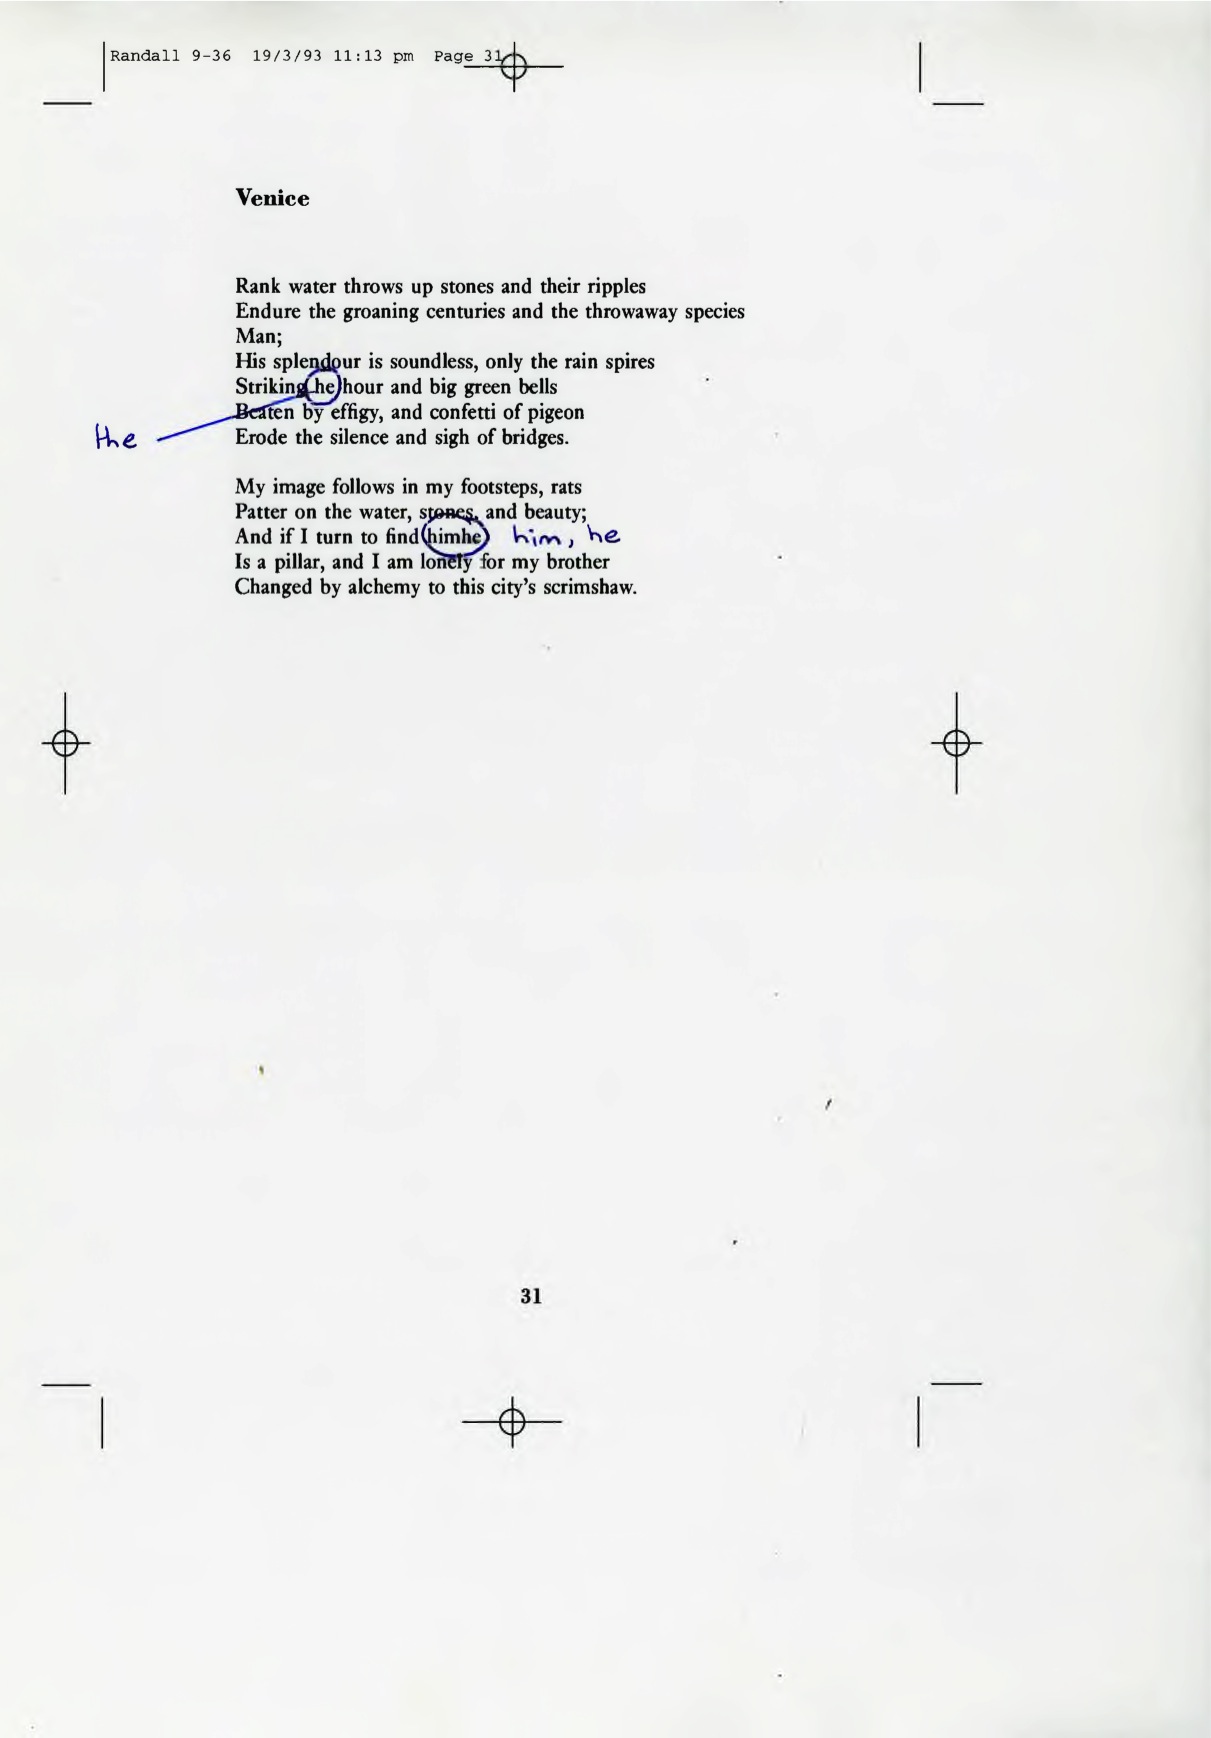 Randall 9-36 19/3/93 11:13 pm Page 31
Venice
Rank water throws up stones and their ripples
Endure the groaning centuries and the throwaway species
Man;
His splendour is soundless, only the rain spires
Striking he hour and big green bells
Beaten by effigy, and confetti of pigeon
the
Erode the silence and sigh of bridges.
My image follows in my footsteps, rats
Patter on the water, stones, and beauty;
And if I turn to find himhe him, he
Is a pillar, and I am lonely for my brother
Changed by alchemy to this city's scrimshaw.
31